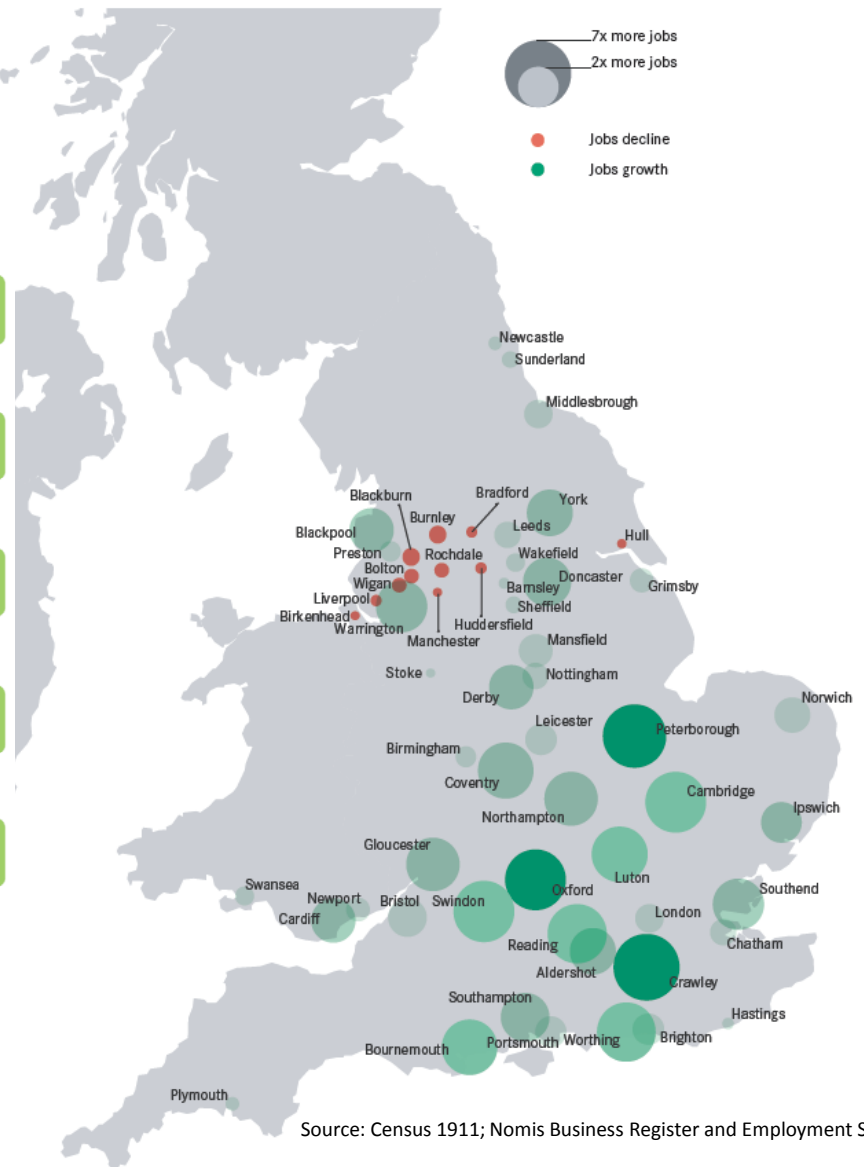 7x more jobs
2x more jobs
Jobs decline
Jobs growth
Newcastle
Sunderland
Middlesbrough
Blackburn
Bradford
York
Burnley
Blackpool
Leeds
Hull
Preston
Rochdale
Wakefield
Bolton
Doncaster
Wigan
Barnsley
Grimsby
Liverpool
Sheffield
Birkenhead
Huddersfield
Warrington
Manchester
Mansfield
Stoke
Nottingham
Derby
Norwich
Leicester
Peterborough
Birmingham
Coventry
Cambridge
Ipswich
Northampton
Gloucester
Luton
Swansea
Oxford
Southend
Newport
Bristol
Swindon
London
Cardiff
Reading
Chatham
Aldershot
Crawley
Southampton
Hastings
Portsmouth
Worthing
Brighton
Bournemouth
Plymouth
Source: Census 1911; Nomis Business Register and Employment S